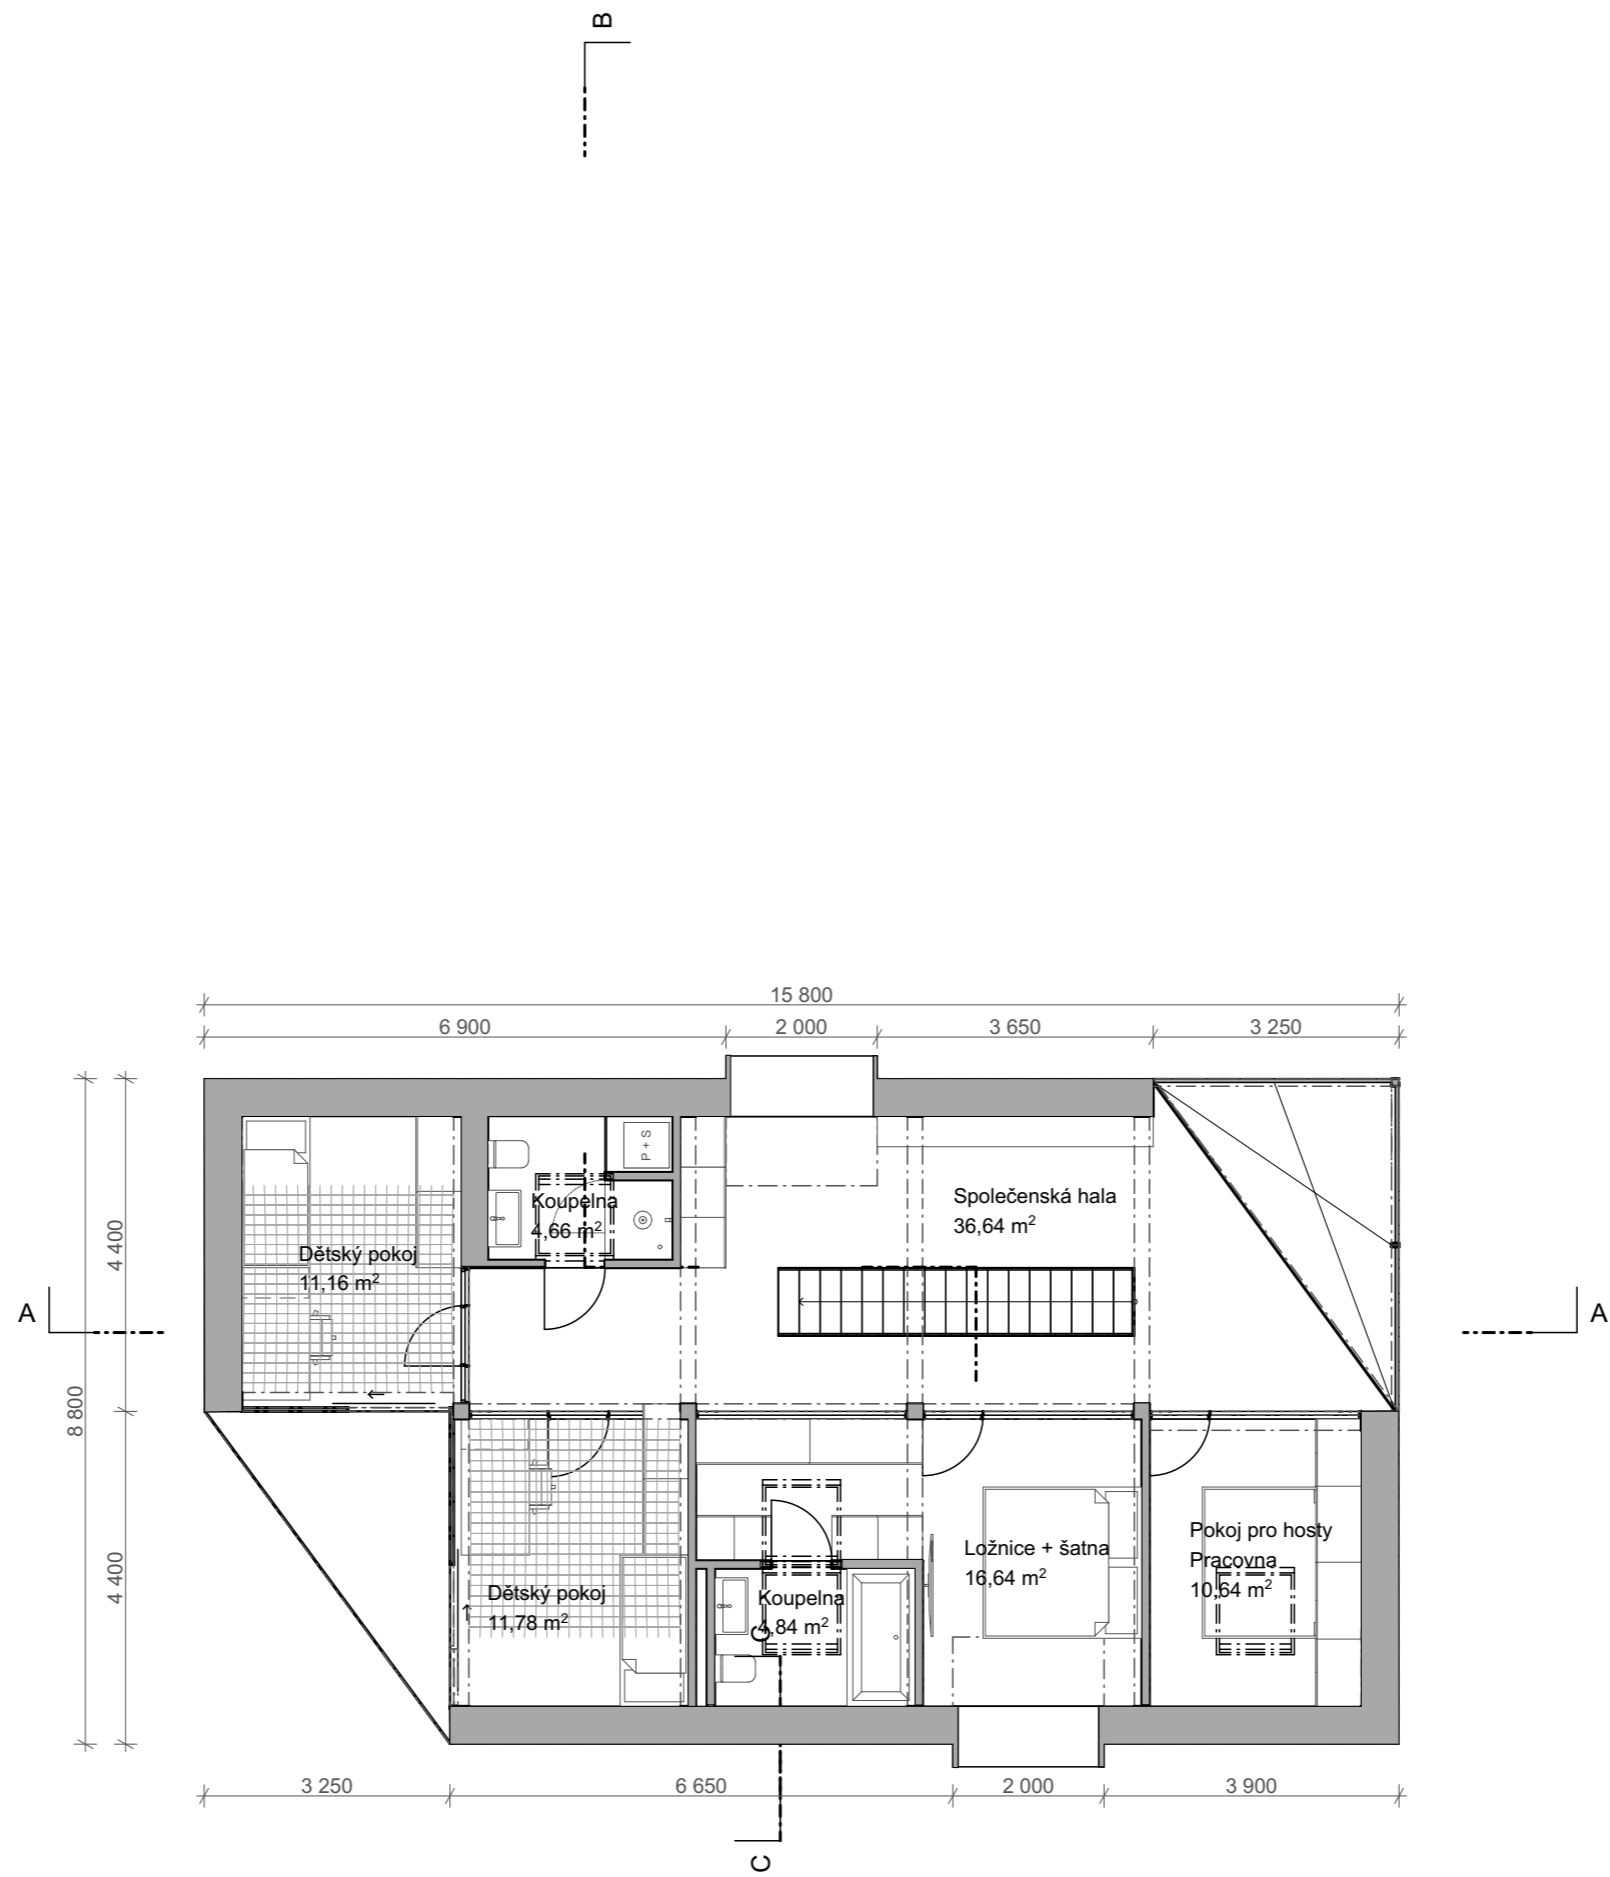 B
15 800
6 900
2 000
3 650
3 250
P + S
Koupelna
4,66 m²
Společenská hala
36,64 m²
Dětský pokoj
11,16 m²
4 400
8 800
4 400
A
A
Pokoj pro hosty
Pracovna
10,64 m²
Ložnice + šatna
16,64 m²
Dětský pokoj
11,78 m²
Koupelna
4,84 m²
C
3 250
6 650
2 000
3 900
C